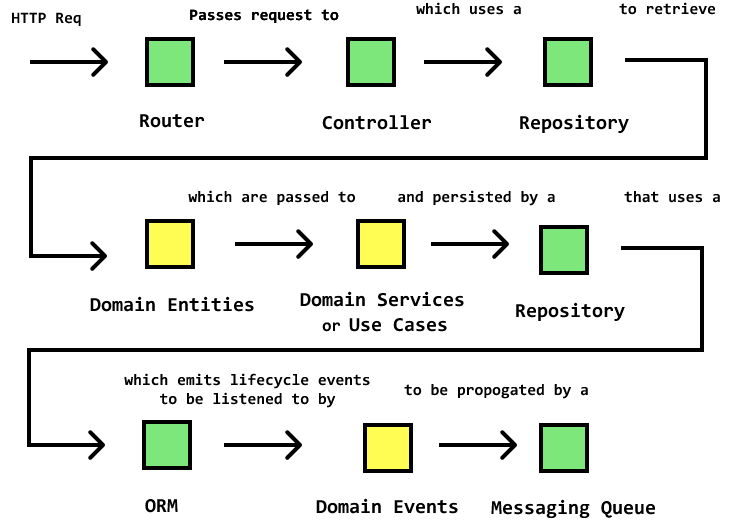 HTTP Req
Passes request to
which uses a
to retrieve
Router
Controller
Repository
which are passed to
and persisted by a
that uses a
Domain Entities
Domain Services
or Use Cases
Repository
which emits lifecycle events
to be listened to by
to be propogated by a
ORM
Domain Events
Messaging Queue